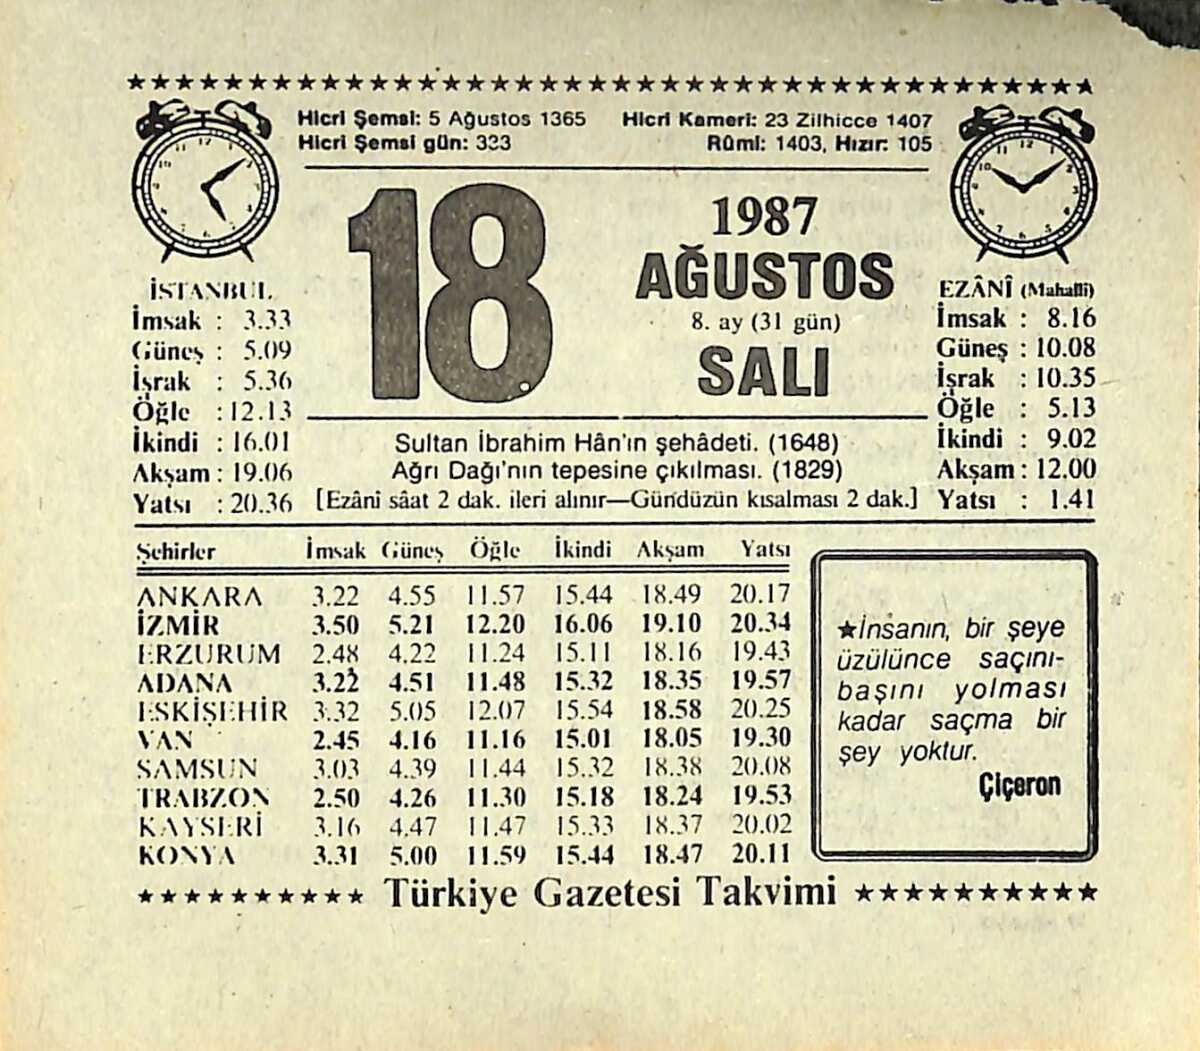 Hicri Şemsi: 5 Ağustos 1365
Hicri Şemsi gün: 333
Hicri Kameri: 23 Zilhicce 1407
Rûmi: 1403, Hızır: 105
18
1987
AĞUSTOS
8. ay (31 gün)
SALI
İSTANBUL
İmsak : 3.33
Güneş : 5.09
İşrak : 5.36
Öğle : 12.13
İkindi : 16.01
Akşam : 19.06
Yatsı : 20.36
EZÂNÎ (Mahallî)
İmsak : 8.16
Güneş : 10.08
İşrak : 10.35
Öğle : 5.13
İkindi : 9.02
Akşam : 12.00
Yatsı : 1.41
Sultan İbrahim Hân'ın şehâdeti. (1648)
Ağrı Dağı'nın tepesine çıkılması. (1829)
[Ezânî sâat 2 dak. ileri alınır—Gündüzün kısalması 2 dak.]
Şehirler İmsak Güneş Öğle İkindi Akşam Yatsı
ANKARA 3.22 4.55 11.57 15.44 18.49 20.17
İZMİR 3.50 5.21 12.20 16.06 19.10 20.34
ERZURUM 2.48 4.22 11.24 15.11 18.16 19.43
ADANA 3.22 4.51 11.48 15.32 18.35 19.57
ESKİŞEHİR 3.32 5.05 12.07 15.54 18.58 20.25
VAN 2.45 4.16 11.16 15.01 18.05 19.30
SAMSUN 3.03 4.39 11.44 15.32 18.38 20.08
TRABZON 2.50 4.26 11.30 15.18 18.24 19.53
KAYSERİ 3.16 4.47 11.47 15.33 18.37 20.02
KONYA 3.31 5.00 11.59 15.44 18.47 20.11
★İnsanın, bir şeye
üzülünce saçını-
başını yolması
kadar saçma bir
şey yoktur.
Çiçeron
Türkiye Gazetesi Takvimi